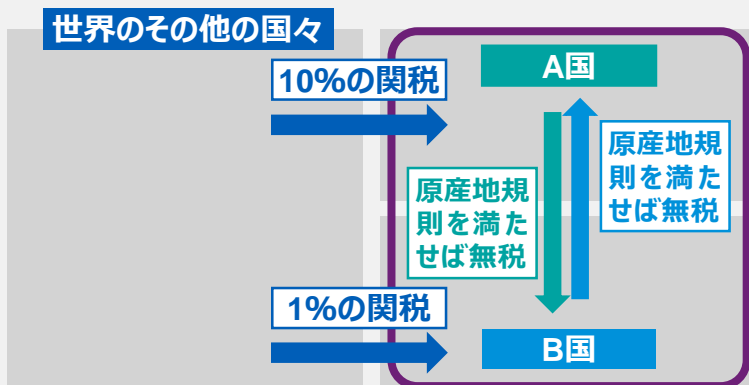 世界のその他の国々
10%の関税
A国
原産地規
則を満た
せば無税
原産地規
則を満た
せば無税
1%の関税
B国